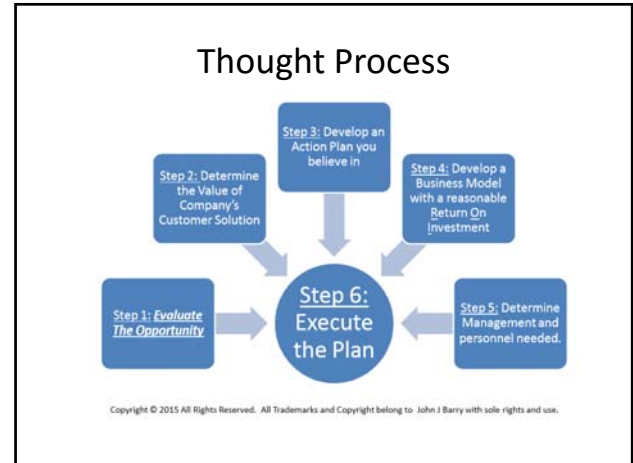 Thought Process
Step 1: Evaluate
The Opportunity
Step 2: Determine
the Value of
Company's
Customer Solution
Step 3: Develop an
Action Plan you
believe in
Step 4: Develop a
Business Model
with a reasonable
Return On
Investment
Step 5: Determine
Management and
personnel needed.
Step 6:
Execute
the Plan
Copyright © 2015 All Rights Reserved. All Trademarks and Copyright belong to John J Barry with sole rights and use.